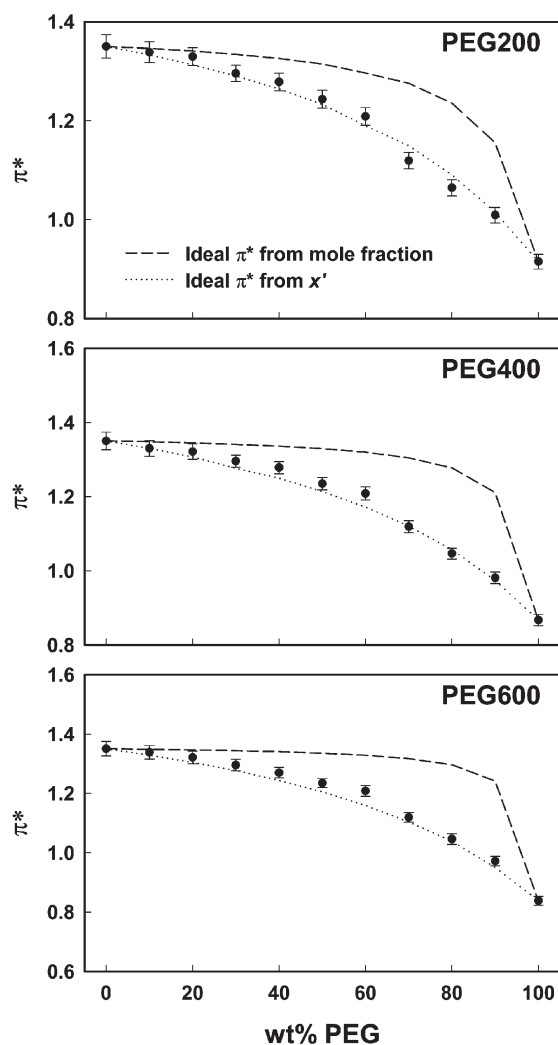 PEG200
1.4
1.2
π*
1.0
Ideal π* from mole fraction
Ideal π* from x'
0.8
1.6
PEG400
1.4
π*
1.2
1.0
0.8
1.6
PEG600
1.4
1.2
π*
1.0
0.8
0.6
0 20 40 60 80 100
wt% PEG